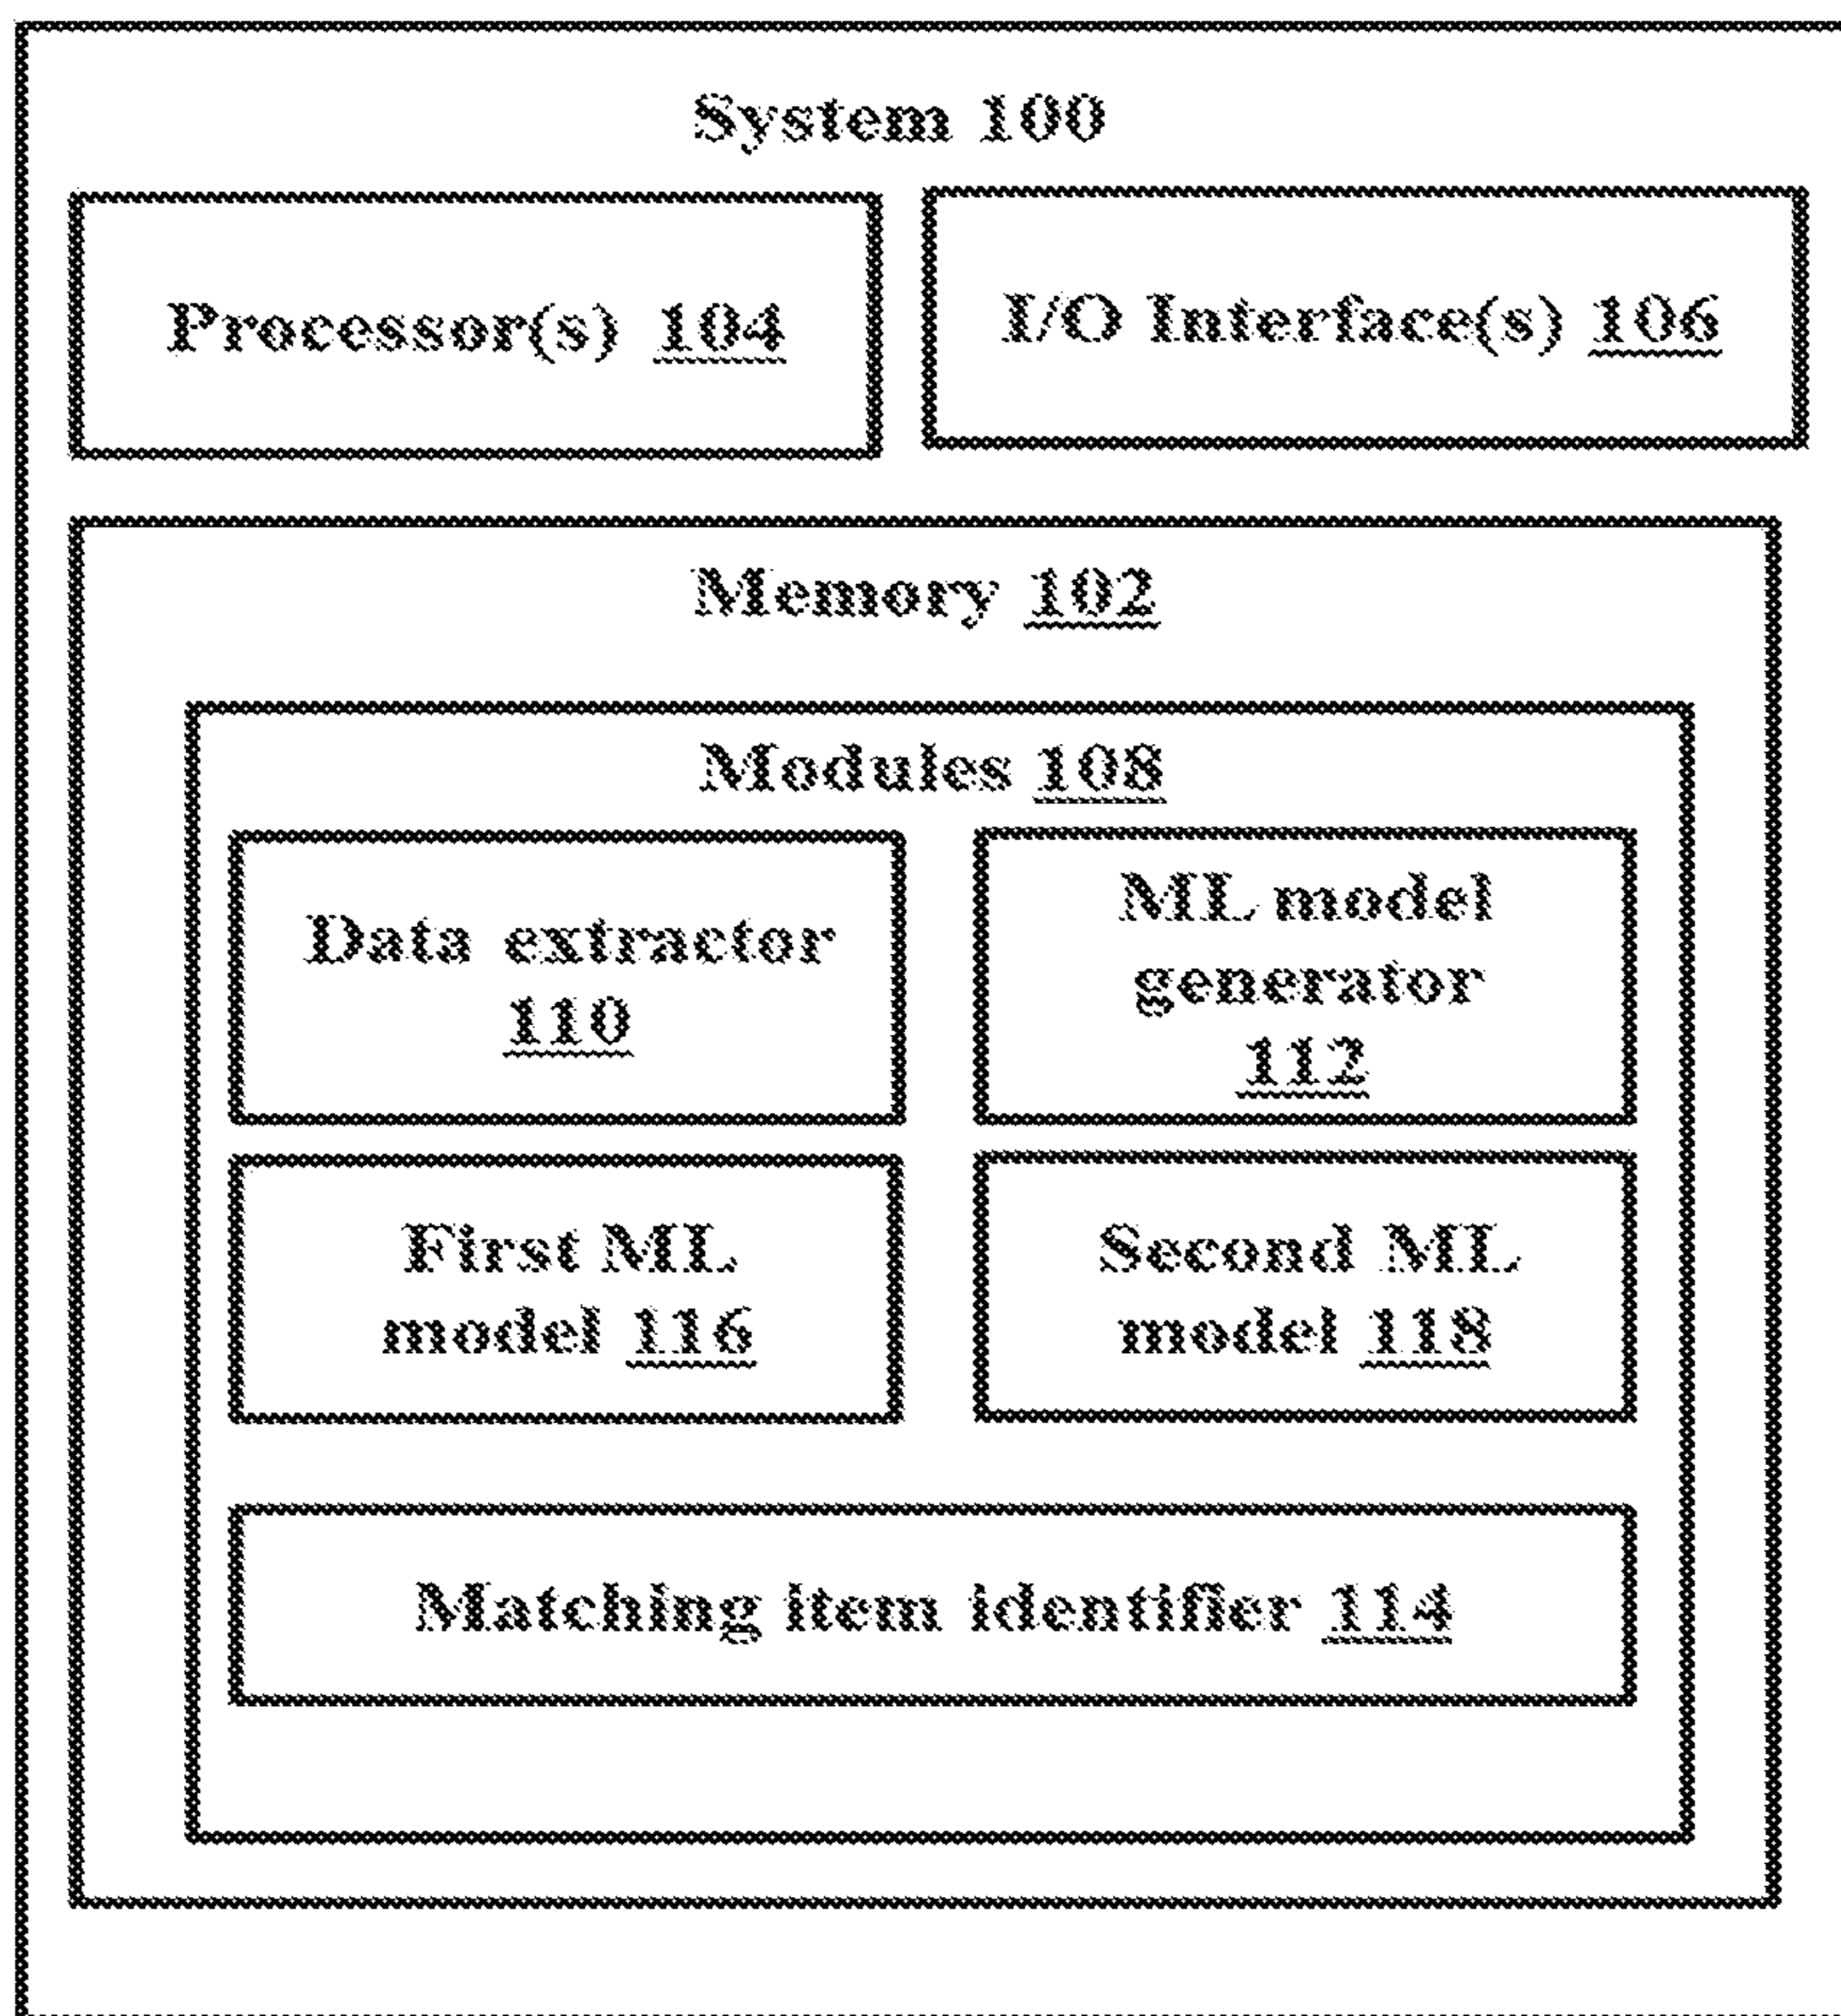 System 100
Processor(s) 104
I/O Interface(s) 106
Memory 102
Modules 108
Data extractor
110
ML model
generator
112
First ML
model 116
Second ML
model 118
Matching item identifier 114